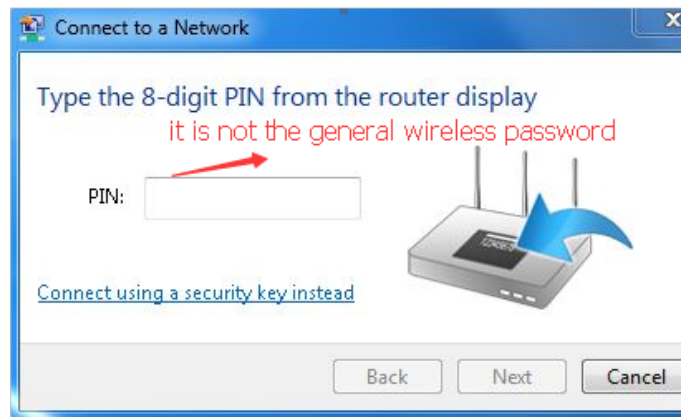 Connect to a Network
X
Type the 8-digit PIN from the router display
it is not the general wireless password
PIN:
12345678
Connect using a security key instead
Back Next Cancel